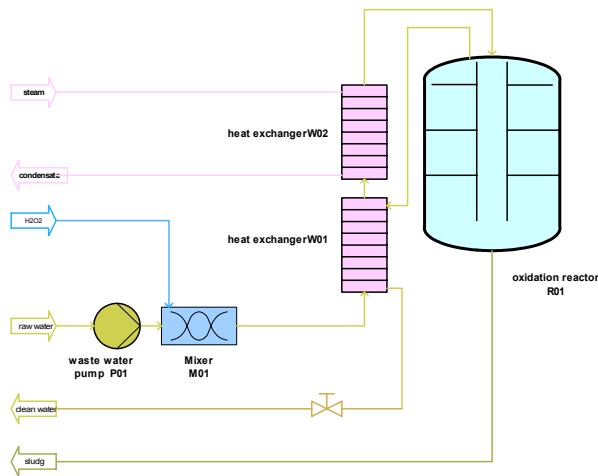 steam
heat exchangerW02
condensate
H2O2
heat exchangerW01
oxidation reactor
R01
raw water
waste water
pump P01
Mixer
M01
clean water
sludg